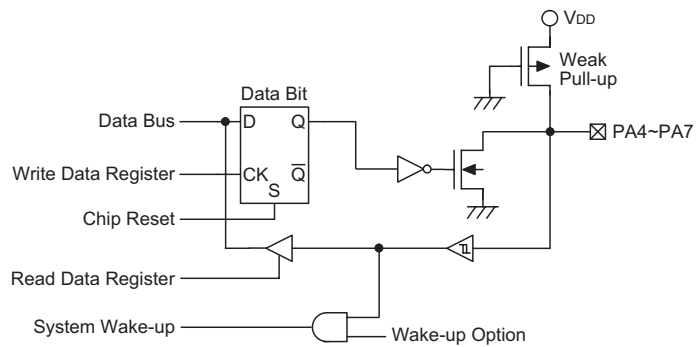 VDD
Weak
Pull-up
Data Bit
Data Bus
D
Q
PA4~PA7
Write Data Register
CK
Q̅
S
Chip Reset
Read Data Register
System Wake-up
Wake-up Option